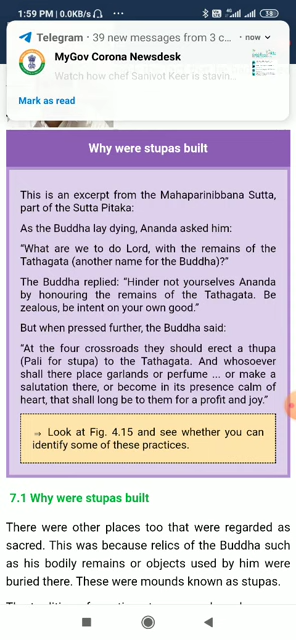 1:59 PM | 0.0KB/s
38
Telegram • 39 new messages from 3 c... • now
MyGov Corona Newsdesk
Watch how chef Sanivot Keer is stavin..
Mark as read
Why were stupas built
This is an excerpt from the Mahaparinibbana Sutta,
part of the Sutta Pitaka:
As the Buddha lay dying, Ananda asked him:
"What are we to do Lord, with the remains of the
Tathagata (another name for the Buddha)?"
The Buddha replied: "Hinder not yourselves Ananda
by honouring the remains of the Tathagata. Be
zealous, be intent on your own good."
But when pressed further, the Buddha said:
"At the four crossroads they should erect a thupa
(Pali for stupa) to the Tathagata. And whosoever
shall there place garlands or perfume ... or make a
salutation there, or become in its presence calm of
heart, that shall long be to them for a profit and joy."
⇒ Look at Fig. 4.15 and see whether you can
identify some of these practices.
7.1 Why were stupas built
There were other places too that were regarded as
sacred. This was because relics of the Buddha such
as his bodily remains or objects used by him were
buried there. These were mounds known as stupas.